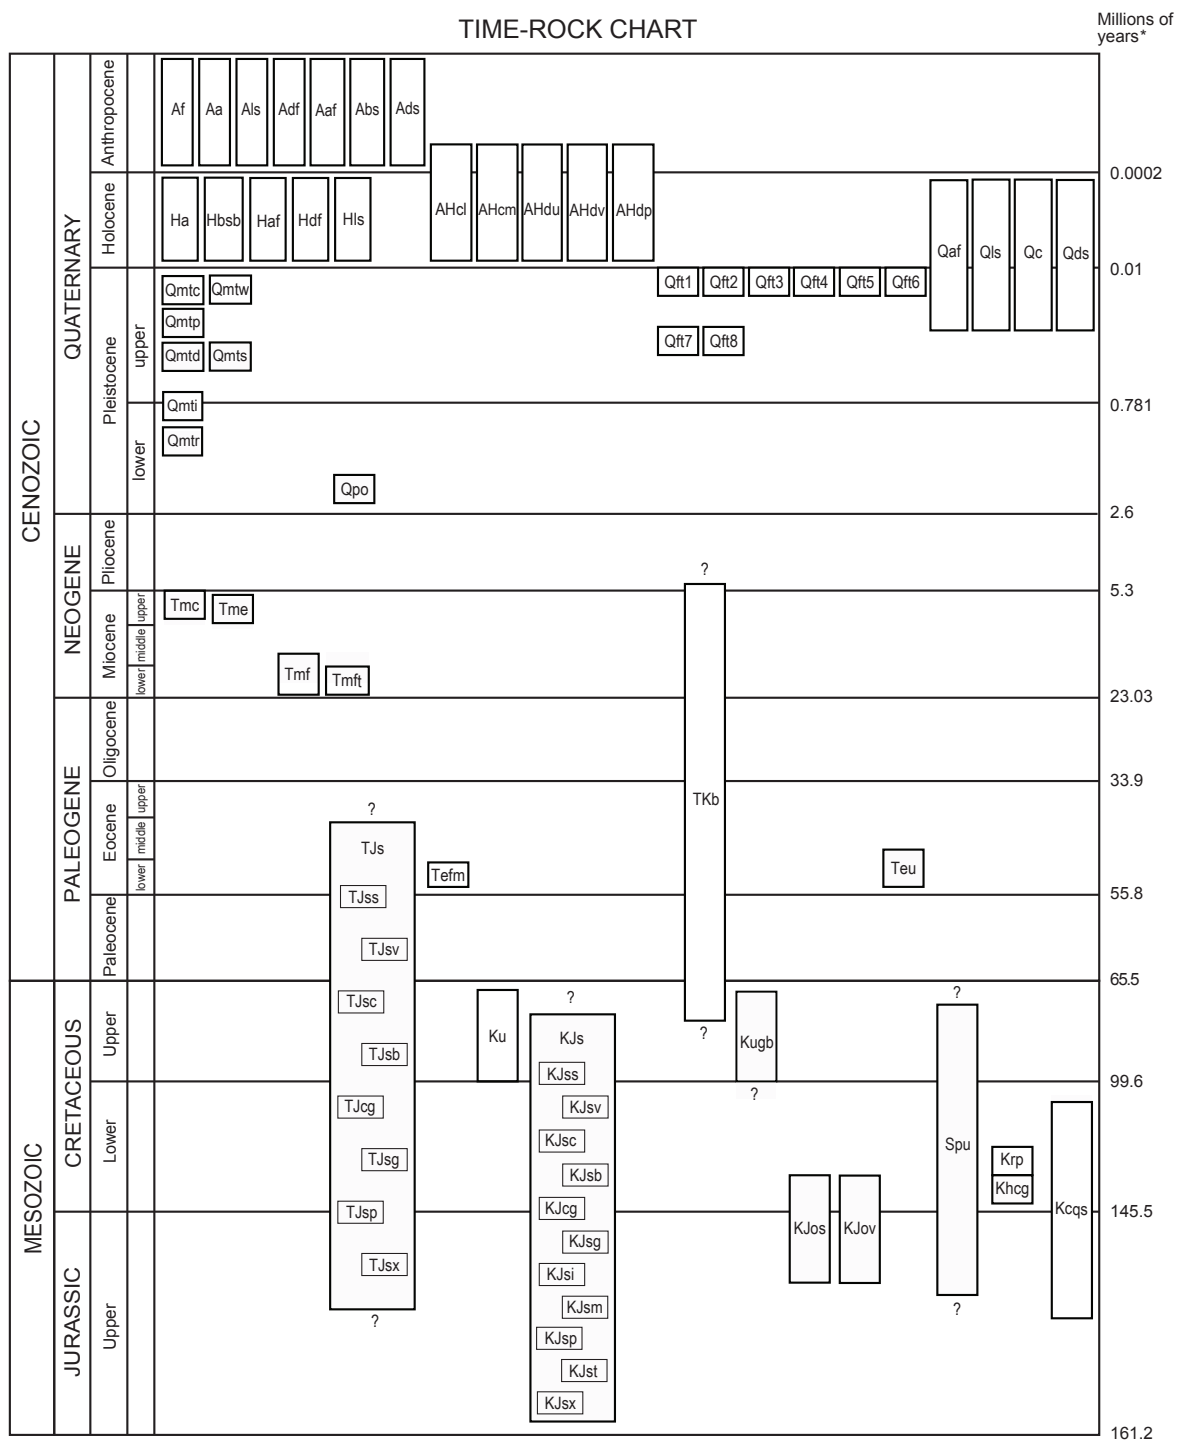 TIME-ROCK CHART
Millions of
years*
CENOZOIC
MESOZOIC
QUATERNARY
NEOGENE
PALEOGENE
CRETACEOUS
JURASSIC
Anthropocene
Holocene
Pleistocene
upper
lower
Pliocene
Miocene
upper
middle
lower
Oligocene
Eocene
upper
middle
lower
Paleocene
Upper
Lower
Upper
Af Aa Als Adf Aaf Abs Ads
0.0002
Ha Hbsb Haf Hdf Hls AHcl AHcm AHdu AHdv AHdp
Qaf Qls Qc Qds
0.01
Qmtc Qmtw Qft1 Qft2 Qft3 Qft4 Qft5 Qft6
Qmtp
Qmtd Qmts Qft7 Qft8
Qmti
0.781
Qmtr
Qpo
2.6
?
5.3
Tmc Tme
Tmf Tmft
23.03
33.9
TKb
?
TJs
Tefm Teu
55.8
TJss
TJsv
65.5
? ?
TJsc
Ku KJs ? Kugb
TJsb
KJss
99.6
?
TJcg KJsv
KJsc Spu
TJsg KJsb Krp
Khcg
TJsp KJcg Kcqs
145.5
KJsg KJos KJov
TJsx KJsi
KJsm ?
?
KJsp
KJst
KJsx
161.2